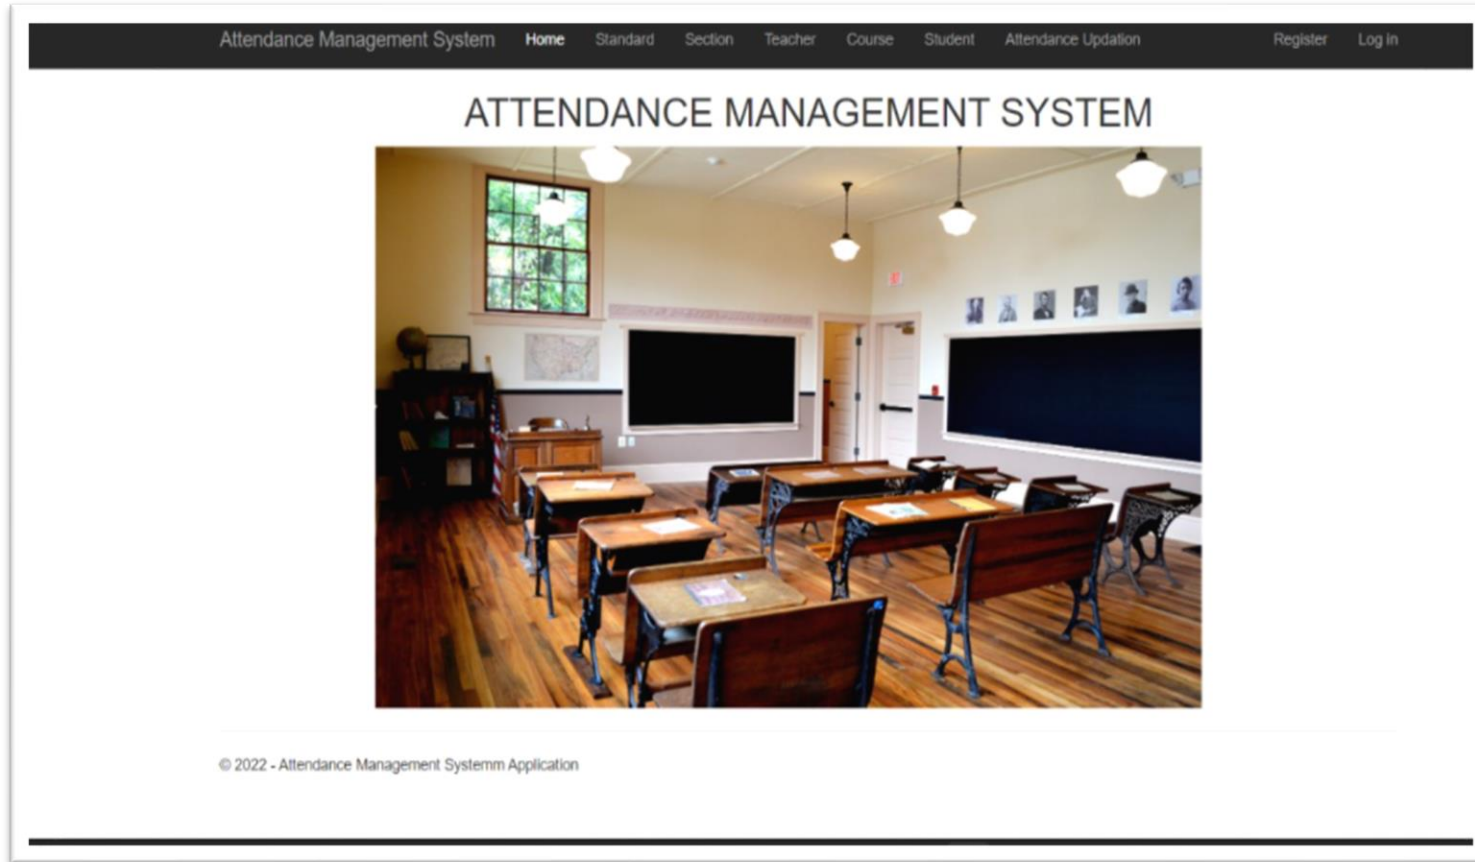 Attendance Management System Home Standard Section Teacher Course Student Attendance Updation Register Log in
ATTENDANCE MANAGEMENT SYSTEM
© 2022 - Attendance Management Systemm Application